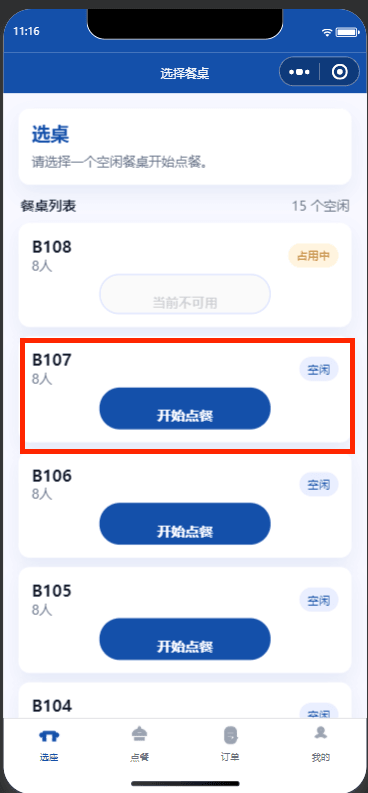 11:16
选择餐桌
选桌
请选择一个空闲餐桌开始点餐。
餐桌列表 15 个空闲
B108 占用中
8人
当前不可用
B107 空闲
8人
开始点餐
B106 空闲
8人
开始点餐
B105 空闲
8人
开始点餐
B104 空闲
选座 点餐 订单 我的